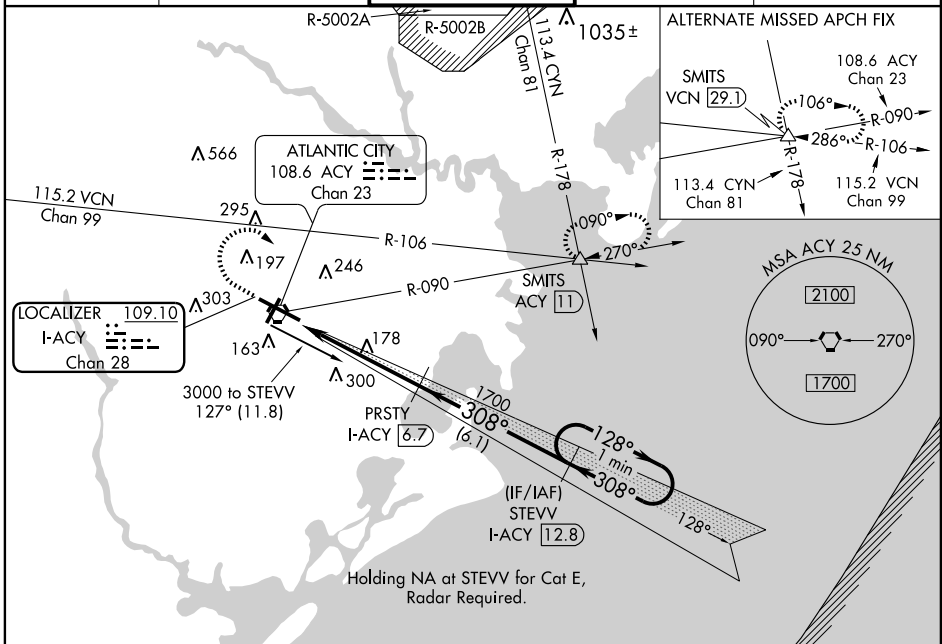 R-5002A
R-5002B
1035±
113.4 CYN
Chan 81
R-178
ALTERNATE MISSED APCH FIX
SMITS
VCN 29.1
108.6 ACY
Chan 23
106°
R-090
286°
R-106
R-178
113.4 CYN
Chan 81
115.2 VCN
Chan 99
566
ATLANTIC CITY
108.6 ACY
Chan 23
115.2 VCN
Chan 99
295
R-106
090°
270°
197
246
R-090
SMITS
ACY 11
MSA ACY 25 NM
2100
090°
270°
1700
LOCALIZER 109.10
I-ACY
Chan 28
303
163
178
300
3000 to STEVV
127° (11.8)
PRSTY
I-ACY 6.7
1700
308°
(6.1)
128°
1 min
308°
(IF/IAF)
STEVV
I-ACY 12.8
128°
Holding NA at STEVV for Cat E,
Radar Required.